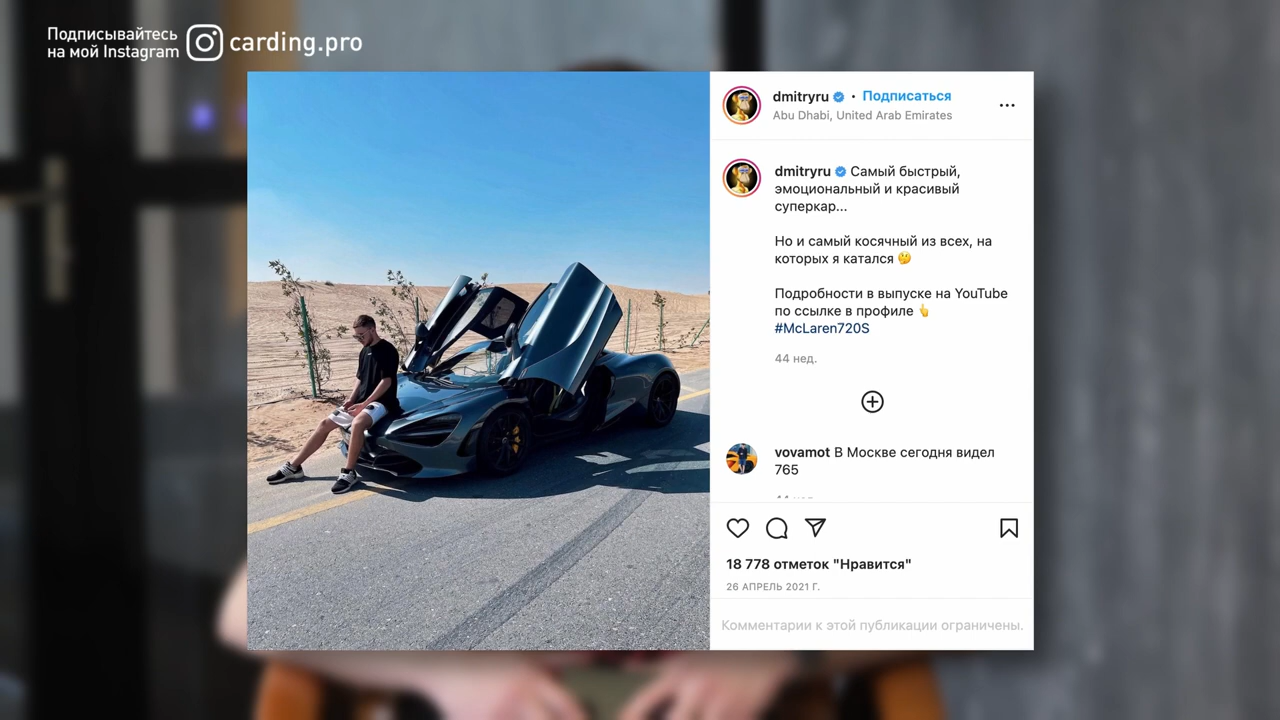 Подписывайтесь
на мой Instagram
carding.pro
dmitryru • Подписаться
Abu Dhabi, United Arab Emirates
dmitryru Самый быстрый,
эмоциональный и красивый
суперкар...
Но и самый косячный из всех, на
которых я катался 🤔
Подробности в выпуске на YouTube
по ссылке в профиле 👆
#McLaren720S
44 нед.
vovamot В Москве сегодня видел
765
18 778 отметок "Нравится"
26 АПРЕЛЬ 2021 Г.
Комментарии к этой публикации ограничены.